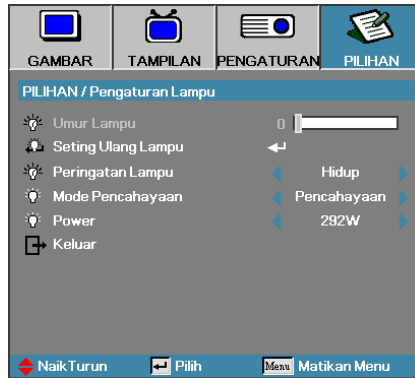 GAMBAR TAMPILAN PENGATURAN PILIHAN
PILIHAN / Pengaturan Lampu
Umur Lampu 0
Seting Ulang Lampu
Peringatan Lampu Hidup
Mode Pencahayaan Pencahayaan
Power 292W
Keluar
NaikTurun Pilih Menu Matikan Menu